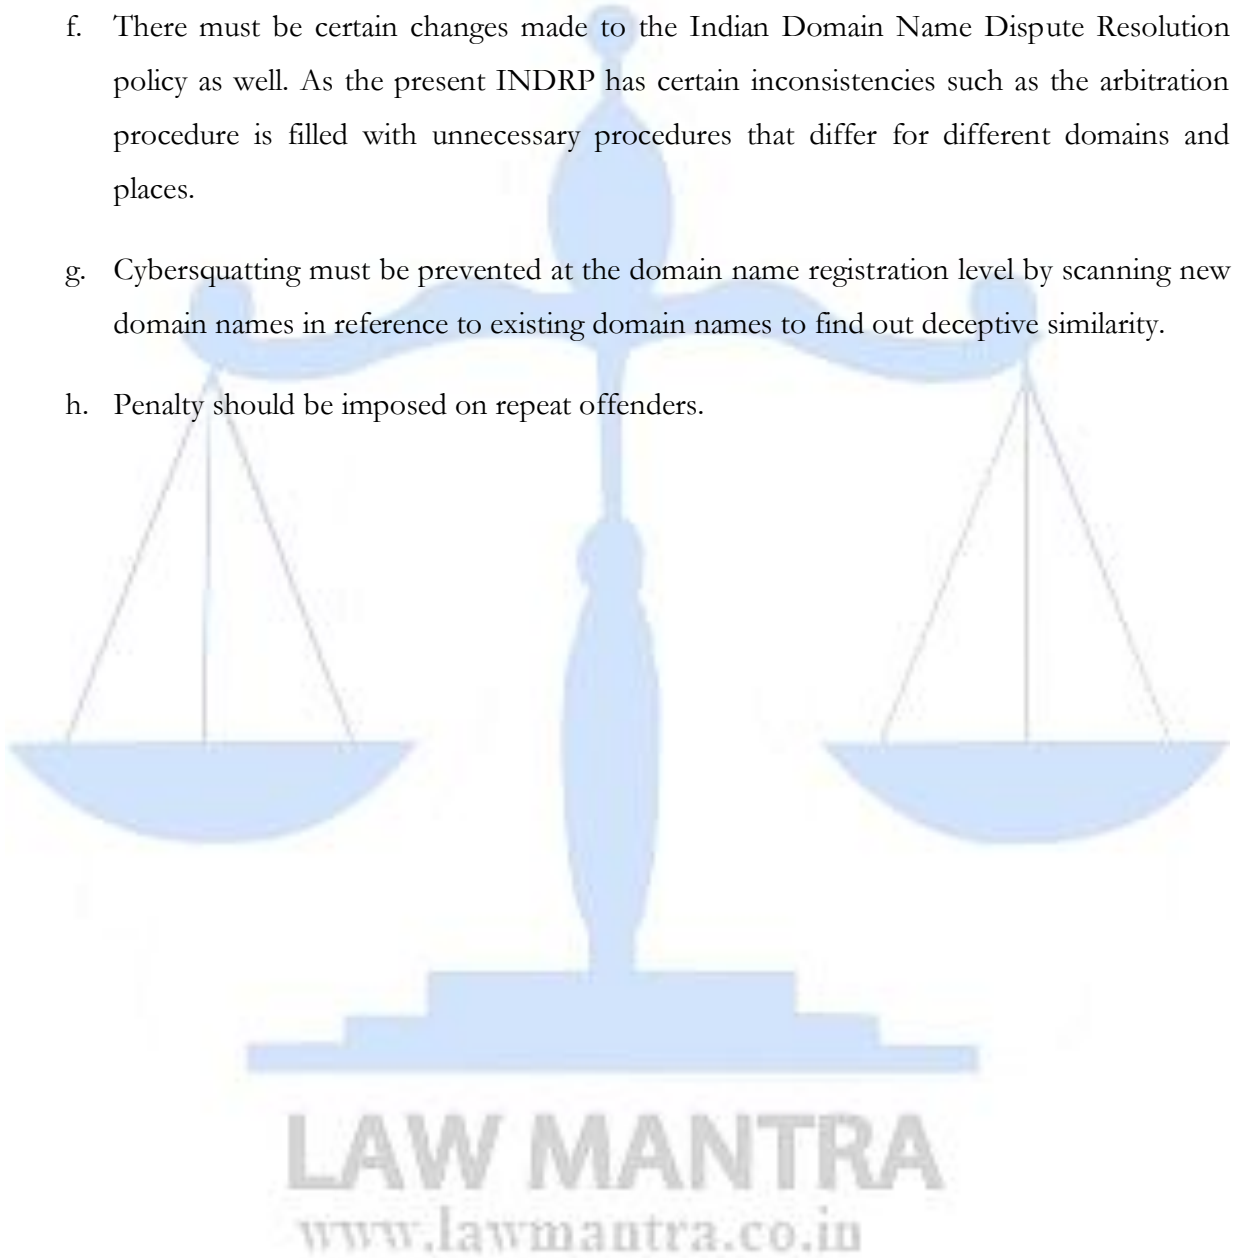 f. There must be certain changes made to the Indian Domain Name Dispute Resolution
policy as well. As the present INDRP has certain inconsistencies such as the arbitration
procedure is filled with unnecessary procedures that differ for different domains and
places.
g. Cybersquatting must be prevented at the domain name registration level by scanning new
domain names in reference to existing domain names to find out deceptive similarity.
h. Penalty should be imposed on repeat offenders.
LAW MANTRA
www.lawmantra.co.in